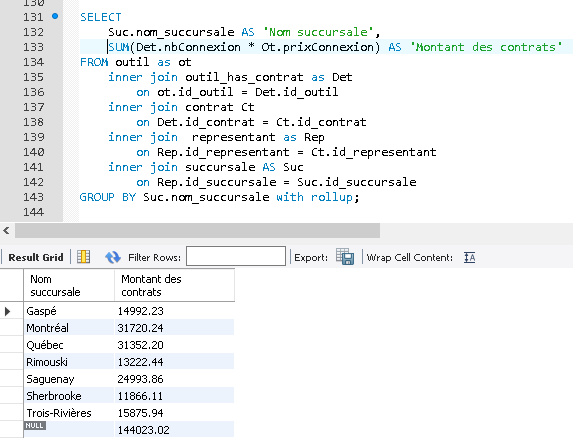 130
131 SELECT
132 Suc.nom_succursale AS 'Nom succursale',
133 SUM(Det.nbConnexion * Ot.prixConnexion) AS 'Montant des contrats'
134 FROM outil as ot
135 inner join outil_has_contrat as Det
136 on ot.id_outil = Det.id_outil
137 inner join contrat Ct
138 on Det.id_contrat = Ct.id_contrat
139 inner join representant as Rep
140 on Rep.id_representant = Ct.id_representant
141 inner join succursale AS Suc
142 on Rep.id_succursale = Suc.id_succursale
143 GROUP BY Suc.nom_succursale with rollup;
144
Result Grid Filter Rows: Export: Wrap Cell Content: IA
Nom succursale Montant des contrats
Gaspé 14992.23
Montréal 31720.24
Québec 31352.20
Rimouski 13222.44
Saguenay 24993.86
Sherbrooke 11866.11
Trois-Rivières 15875.94
NULL 144023.02